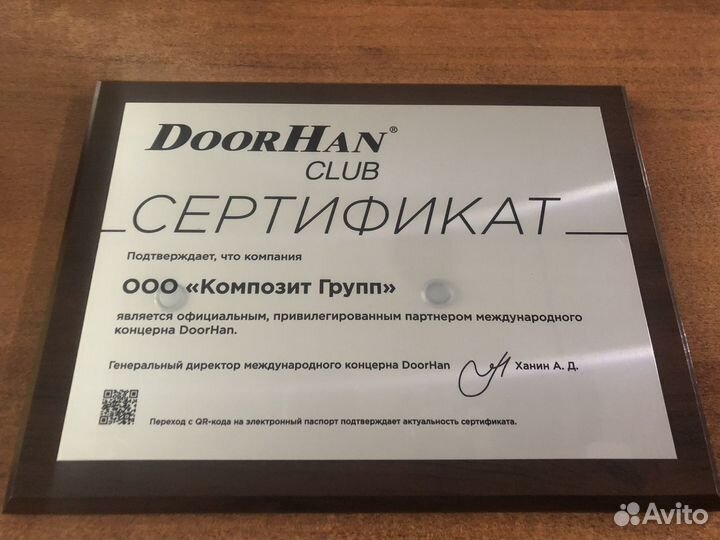 DOORHAN®
CLUB
СЕРТИФИКАТ
Подтверждает, что компания
ООО «Композит Групп»
является официальным, привилегированным партнером международного
концерна DoorHan.
Генеральный директор международного концерна DoorHan Ханин А. Д.
Переход с QR-кода на электронный паспорт подтверждает актуальность сертификата.
Avito